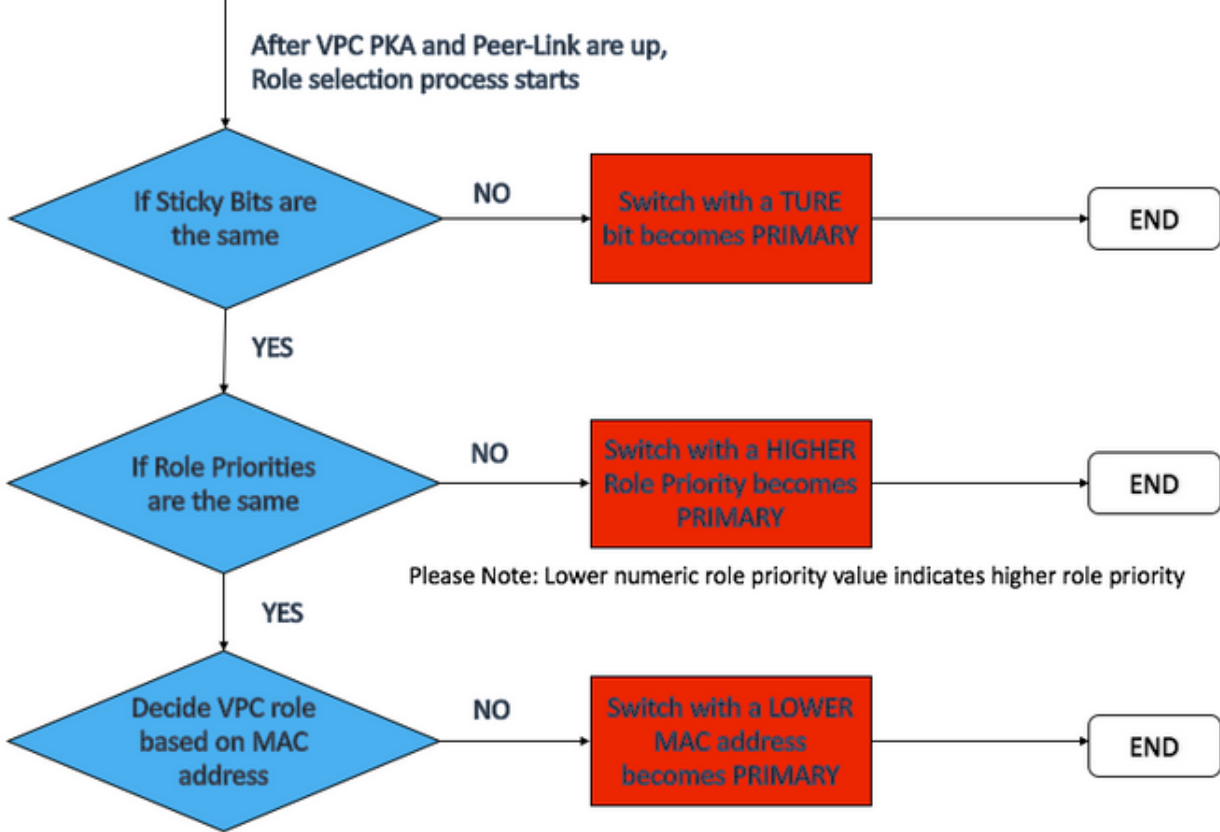 After VPC PKA and Peer-Link are up,
Role selection process starts
If Sticky Bits are
the same
NO
Switch with a TURE
bit becomes PRIMARY
END
YES
If Role Priorities
are the same
NO
Switch with a HIGHER
Role Priority becomes
PRIMARY
END
Please Note: Lower numeric role priority value indicates higher role priority
YES
Decide VPC role
based on MAC
address
NO
Switch with a LOWER
MAC address
becomes PRIMARY
END